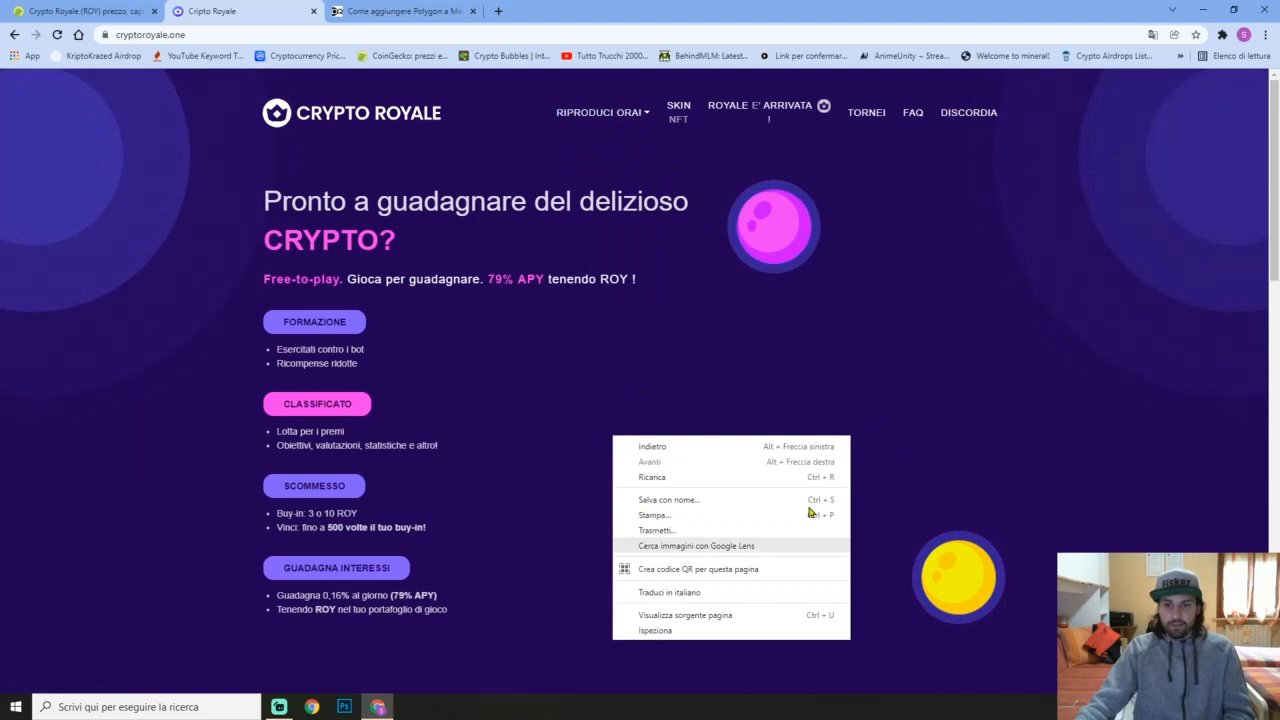 Crypto Royale (ROY) prezzo, cap
Cripto Royale
Come aggiungere Polygon a Me
cryptoroyale.one
App
KriptoKrazed Airdrop
YouTube Keyword T...
Cryptocurrency Pric...
CoinGecko: prezzi e...
Crypto Bubbles | Int...
Tutto Trucchi 2000...
BehindMLM: Latest...
Link per confermar...
AnimeUnity ~ Strea...
Welcome to mineral!
Crypto Airdrops List...
»
Elenco di lettura
CRYPTO ROYALE
RIPRODUCI ORA!
SKIN
NFT
ROYALE E' ARRIVATA
!
TORNEI
FAQ
DISCORDIA
Pronto a guadagnare del delizioso
CRYPTO?
Free-to-play. Gioca per guadagnare. 79% APY tenendo ROY !
FORMAZIONE
• Esercitati contro i bot
• Ricompense ridotte
CLASSIFICATO
• Lotta per i premi
• Obiettivi, valutazioni, statistiche e altro!
SCOMMESSO
• Buy-in: 3 o 10 ROY
• Vinci: fino a 500 volte il tuo buy-in!
GUADAGNA INTERESSI
• Guadagna 0,16% al giorno (79% APY)
• Tenendo ROY nel tuo portafoglio di gioco
Indietro Alt + Freccia sinistra
Avanti Alt + Freccia destra
Ricarica Ctrl + R
Salva con nome... Ctrl + S
Stampa... Ctrl + P
Trasmetti...
Cerca immagini con Google Lens
Crea codice QR per questa pagina
Traduci in italiano
Visualizza sorgente pagina Ctrl + U
Ispeziona
Scrivi qui per eseguire la ricerca
Ps
S